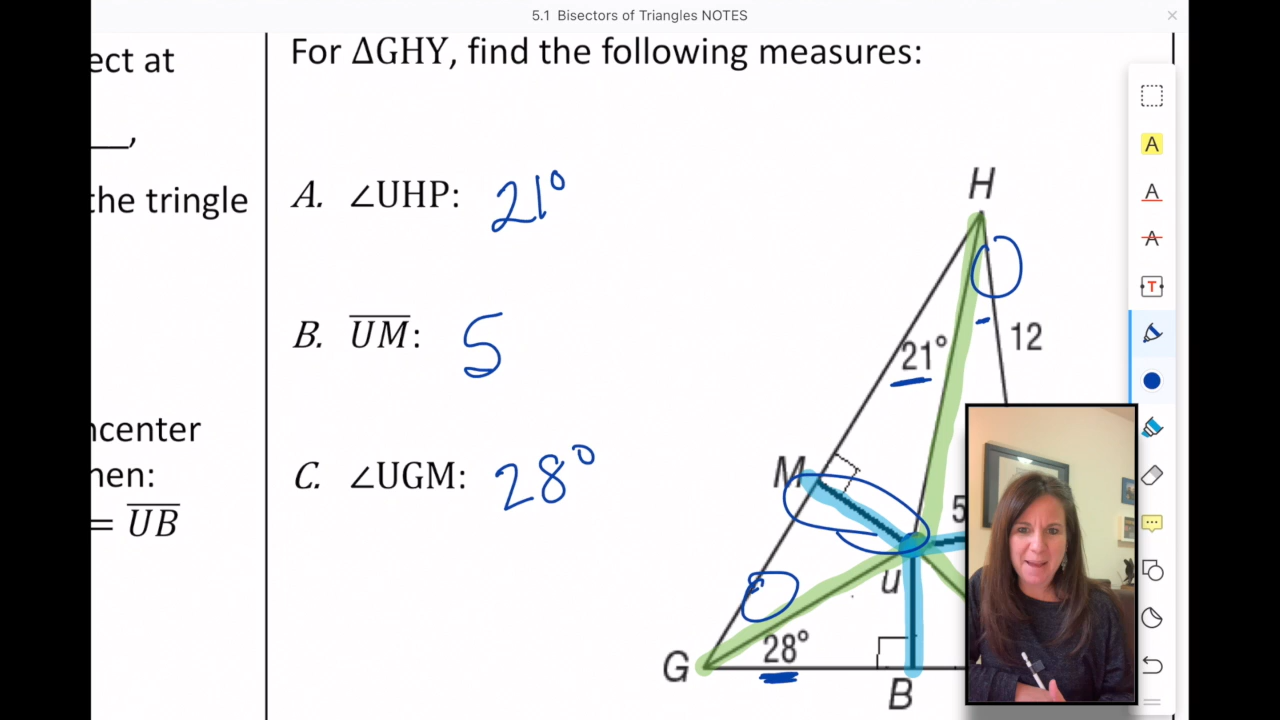 5.1 Bisectors of Triangles NOTES
ect at
__,
the tringle
ncenter
hen:
= UB
For ΔGHY, find the following measures:
A. ∠UHP: 21°
B. UM: 5
C. ∠UGM: 28°
H
21°
12
M
5
u
G
28°
B
A
A
A
T